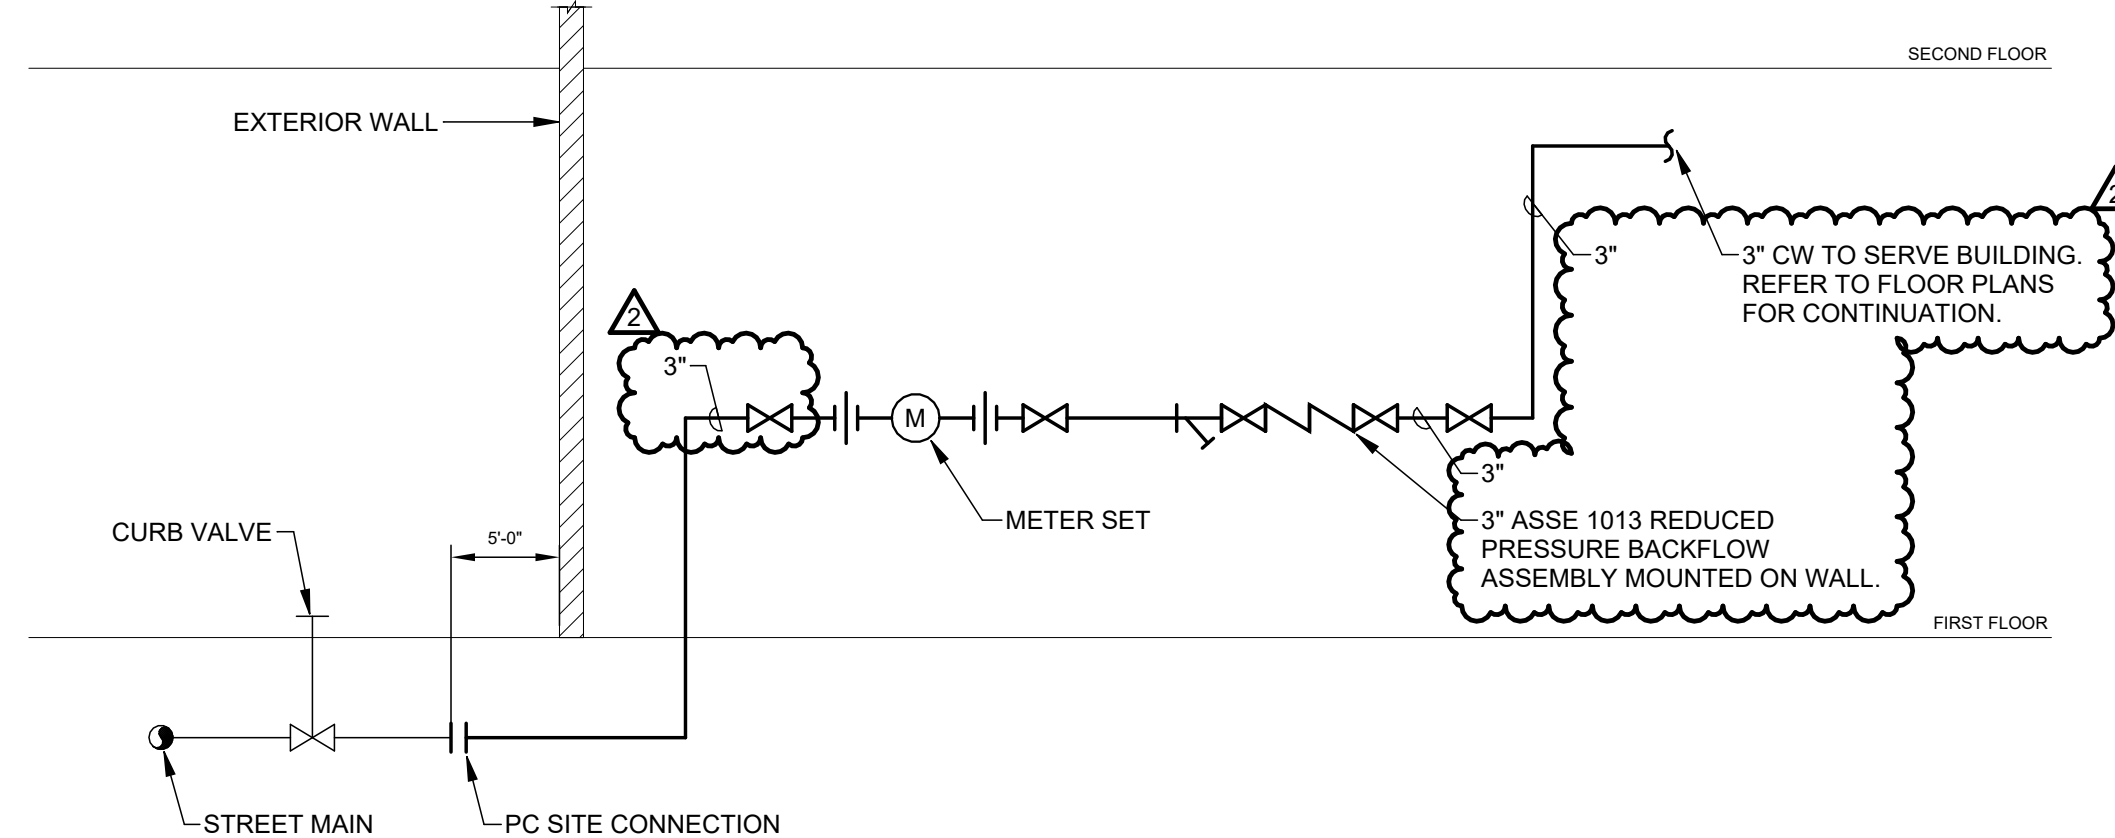 SECOND FLOOR
EXTERIOR WALL
3"
3" CW TO SERVE BUILDING.
REFER TO FLOOR PLANS
FOR CONTINUATION.
2
3"
M
3"
METER SET
3" ASSE 1013 REDUCED
PRESSURE BACKFLOW
ASSEMBLY MOUNTED ON WALL.
CURB VALVE
5'-0"
FIRST FLOOR
STREET MAIN
PC SITE CONNECTION